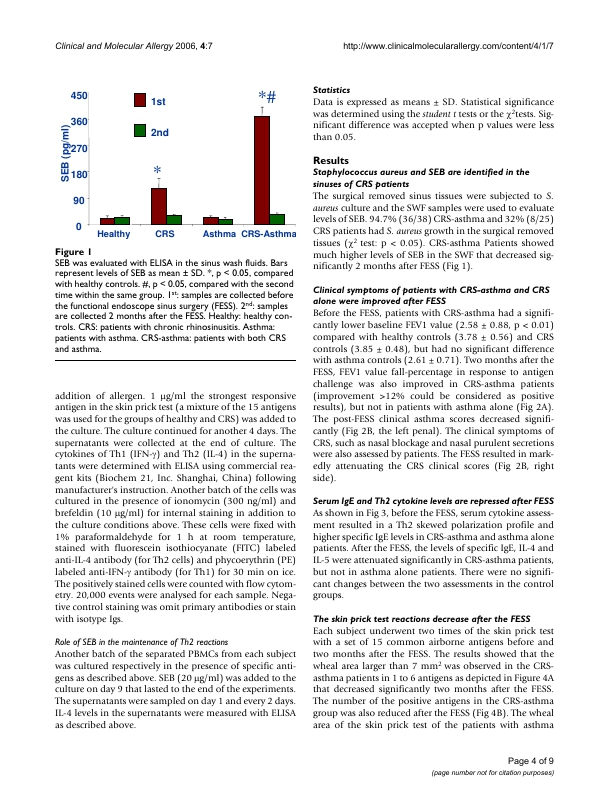 Clinical and Molecular Allergy 2006, 4:7
http://www.clinicalmolecularallergy.com/content/4/1/7
450
360
270
180
90
0
SEB (pg/ml)
1st
2nd
*
*#
Healthy
CRS
Asthma
CRS-Asthma
Figure 1
SEB was evaluated with ELISA in the sinus wash fluids. Bars
represent levels of SEB as mean ± SD. *, p < 0.05, compared
with healthy controls. #, p < 0.05, compared with the second
time within the same group. 1st: samples are collected before
the functional endoscope sinus surgery (FESS). 2nd: samples
are collected 2 months after the FESS. Healthy: healthy con-
trols. CRS: patients with chronic rhinosinusitis. Asthma:
patients with asthma. CRS-asthma: patients with both CRS
and asthma.
addition of allergen. 1 μg/ml the strongest responsive
antigen in the skin prick test (a mixture of the 15 antigens
was used for the groups of healthy and CRS) was added to
the culture. The culture continued for another 4 days. The
supernatants were collected at the end of culture. The
cytokines of Th1 (IFN-γ) and Th2 (IL-4) in the superna-
tants were determined with ELISA using commercial rea-
gent kits (Biochem 21, Inc. Shanghai, China) following
manufacturer's instruction. Another batch of the cells was
cultured in the presence of ionomycin (300 ng/ml) and
brefeldin (10 μg/ml) for internal staining in addition to
the culture conditions above. These cells were fixed with
1% paraformaldehyde for 1 h at room temperature,
stained with fluorescein isothiocyanate (FITC) labeled
anti-IL-4 antibody (for Th2 cells) and phycoerythrin (PE)
labeled anti-IFN-γ antibody (for Th1) for 30 min on ice.
The positively stained cells were counted with flow cytom-
etry. 20,000 events were analysed for each sample. Nega-
tive control staining was omit primary antibodies or stain
with isotype Igs.
Role of SEB in the maintenance of Th2 reactions
Another batch of the separated PBMCs from each subject
was cultured respectively in the presence of specific anti-
gens as described above. SEB (20 μg/ml) was added to the
culture on day 9 that lasted to the end of the experiments.
The supernatants were sampled on day 1 and every 2 days.
IL-4 levels in the supernatants were measured with ELISA
as described above.
Statistics
Data is expressed as means ± SD. Statistical significance
was determined using the student t tests or the χ2tests. Sig-
nificant difference was accepted when p values were less
than 0.05.
Results
Staphylococcus aureus and SEB are identified in the
sinuses of CRS patients
The surgical removed sinus tissues were subjected to S.
aureus culture and the SWF samples were used to evaluate
levels of SEB. 94.7% (36/38) CRS-asthma and 32% (8/25)
CRS patients had S. aureus growth in the surgical removed
tissues (χ2 test: p < 0.05). CRS-asthma Patients showed
much higher levels of SEB in the SWF that decreased sig-
nificantly 2 months after FESS (Fig 1).
Clinical symptoms of patients with CRS-asthma and CRS
alone were improved after FESS
Before the FESS, patients with CRS-asthma had a signifi-
cantly lower baseline FEV1 value (2.58 ± 0.88, p < 0.01)
compared with healthy controls (3.78 ± 0.56) and CRS
controls (3.85 ± 0.48), but had no significant difference
with asthma controls (2.61 ± 0.71). Two months after the
FESS, FEV1 value fall-percentage in response to antigen
challenge was also improved in CRS-asthma patients
(improvement >12% could be considered as positive
results), but not in patients with asthma alone (Fig 2A).
The post-FESS clinical asthma scores decreased signifi-
cantly (Fig 2B, the left penal). The clinical symptoms of
CRS, such as nasal blockage and nasal purulent secretions
were also assessed by patients. The FESS resulted in mark-
edly attenuating the CRS clinical scores (Fig 2B, right
side).
Serum IgE and Th2 cytokine levels are repressed after FESS
As shown in Fig 3, before the FESS, serum cytokine assess-
ment resulted in a Th2 skewed polarization profile and
higher specific IgE levels in CRS-asthma and asthma alone
patients. After the FESS, the levels of specific IgE, IL-4 and
IL-5 were attenuated significantly in CRS-asthma patients,
but not in asthma alone patients. There were no signifi-
cant changes between the two assessments in the control
groups.
The skin prick test reactions decrease after the FESS
Each subject underwent two times of the skin prick test
with a set of 15 common airborne antigens before and
two months after the FESS. The results showed that the
wheal area larger than 7 mm2 was observed in the CRS-
asthma patients in 1 to 6 antigens as depicted in Figure 4A
that decreased significantly two months after the FESS.
The number of the positive antigens in the CRS-asthma
group was also reduced after the FESS (Fig 4B). The wheal
area of the skin prick test of the patients with asthma
Page 4 of 9
(page number not for citation purposes)